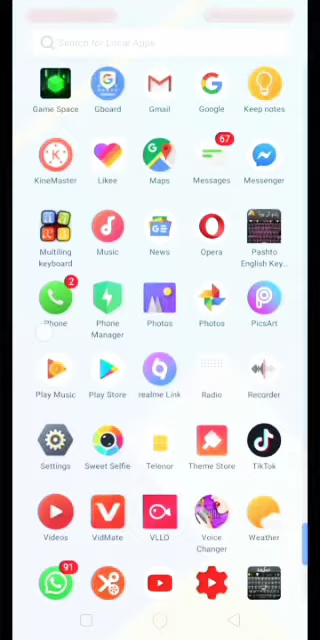 Search for Local Apps
Game Space
Gboard
Gmail
Google
Keep notes
KineMaster
Likee
Maps
67
Messages
Messenger
Multiling
keyboard
Music
News
Opera
Pashto
English Key...
2
Phone
Phone
Manager
Photos
Photos
PicsArt
Play Music
Play Store
realme Link
Radio
Recorder
Settings
Sweet Selfie
Telenor
Theme Store
TikTok
Videos
VidMate
VLLO
Voice
Changer
Weather
91